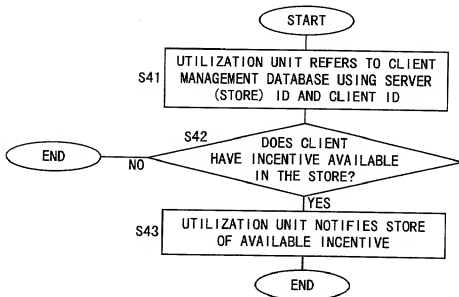 START
S41
UTILIZATION UNIT REFERS TO CLIENT
MANAGEMENT DATABASE USING SERVER
(STORE) ID AND CLIENT ID
S42
DOES CLIENT
HAVE INCENTIVE AVAILABLE
IN THE STORE?
END
NO
YES
S43
UTILIZATION UNIT NOTIFIES STORE
OF AVAILABLE INCENTIVE
END